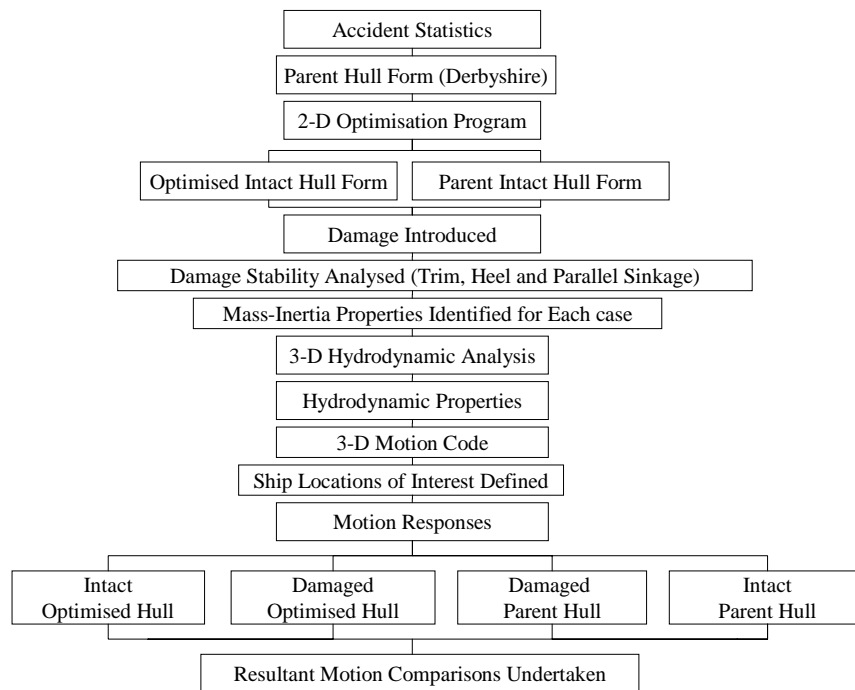 Accident Statistics
Parent Hull Form (Derbyshire)
2-D Optimisation Program
Optimised Intact Hull Form
Parent Intact Hull Form
Damage Introduced
Damage Stability Analysed (Trim, Heel and Parallel Sinkage)
Mass-Inertia Properties Identified for Each case
3-D Hydrodynamic Analysis
Hydrodynamic Properties
3-D Motion Code
Ship Locations of Interest Defined
Motion Responses
Intact
Optimised Hull
Damaged
Optimised Hull
Damaged
Parent Hull
Intact
Parent Hull
Resultant Motion Comparisons Undertaken